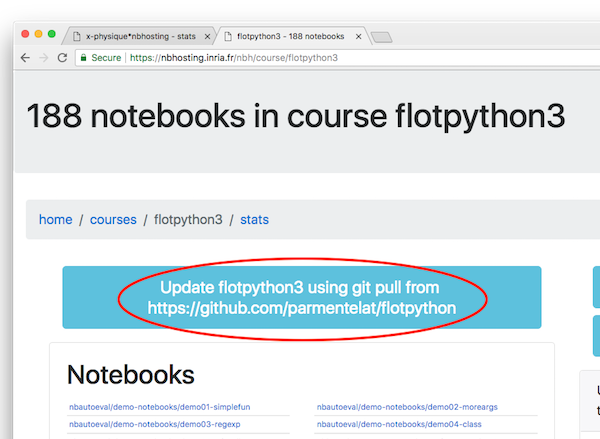 x-physique*nbhosting - stats
flotpython3 - 188 notebooks
Secure https://nbhosting.inria.fr/nbh/course/flotpython3
188 notebooks in course flotpython3
home / courses / flotpython3 / stats
Update flotpython3 using git pull from
https://github.com/parmentelat/flotpython
Notebooks
nbautoeval/demo-notebooks/demo01-simplefun
nbautoeval/demo-notebooks/demo02-moreargs
nbautoeval/demo-notebooks/demo03-regexp
nbautoeval/demo-notebooks/demo04-class